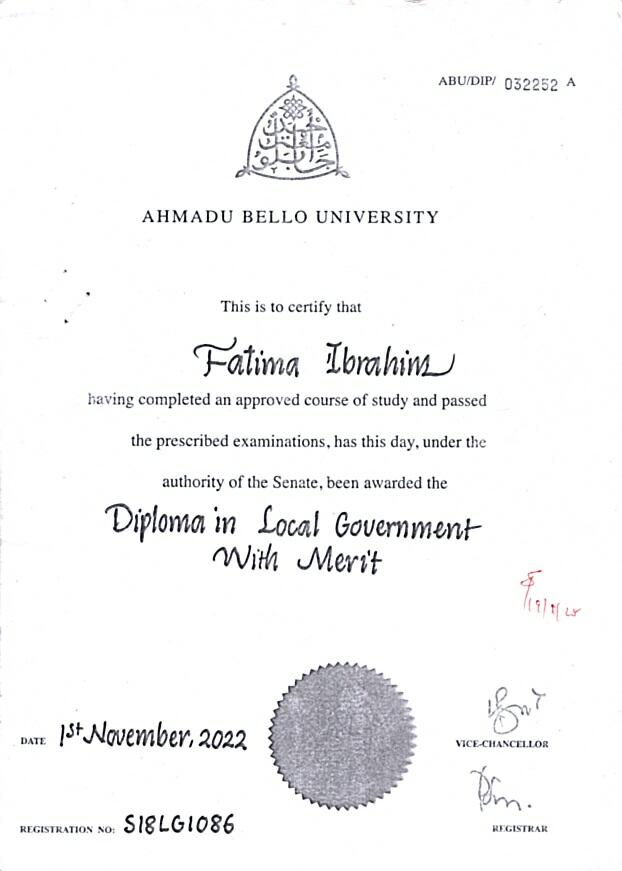 ABU/DIP/ 032252 A
AHMADU BELLO UNIVERSITY
This is to certify that
Fatima Ibrahim
having completed an approved course of study and passed
the prescribed examinations, has this day, under the
authority of the Senate, been awarded the
Diploma in Local Government
With Merit
DATE 1st November, 2022
VICE-CHANCELLOR
REGISTRATION NO: S18LG1086
REGISTRAR